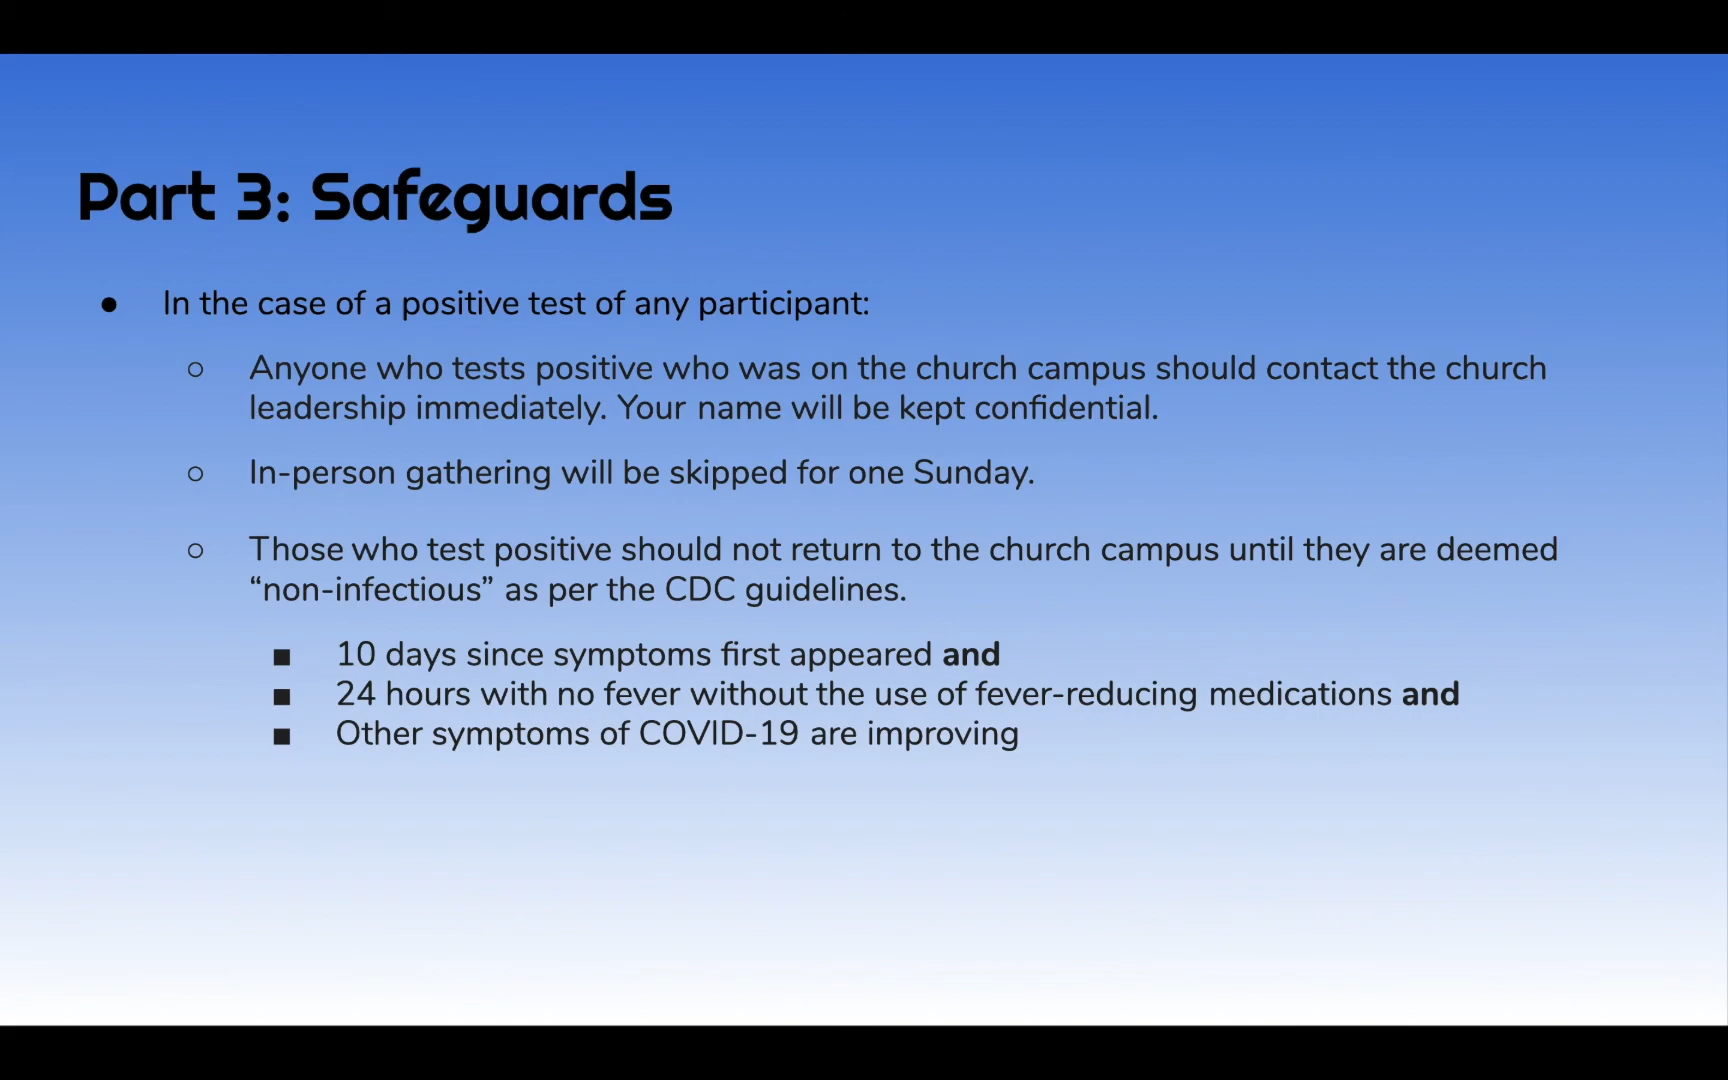 Part 3: Safeguards
● In the case of a positive test of any participant:
○ Anyone who tests positive who was on the church campus should contact the church
leadership immediately. Your name will be kept confidential.
○ In-person gathering will be skipped for one Sunday.
○ Those who test positive should not return to the church campus until they are deemed
“non-infectious” as per the CDC guidelines.
■ 10 days since symptoms first appeared and
■ 24 hours with no fever without the use of fever-reducing medications and
■ Other symptoms of COVID-19 are improving